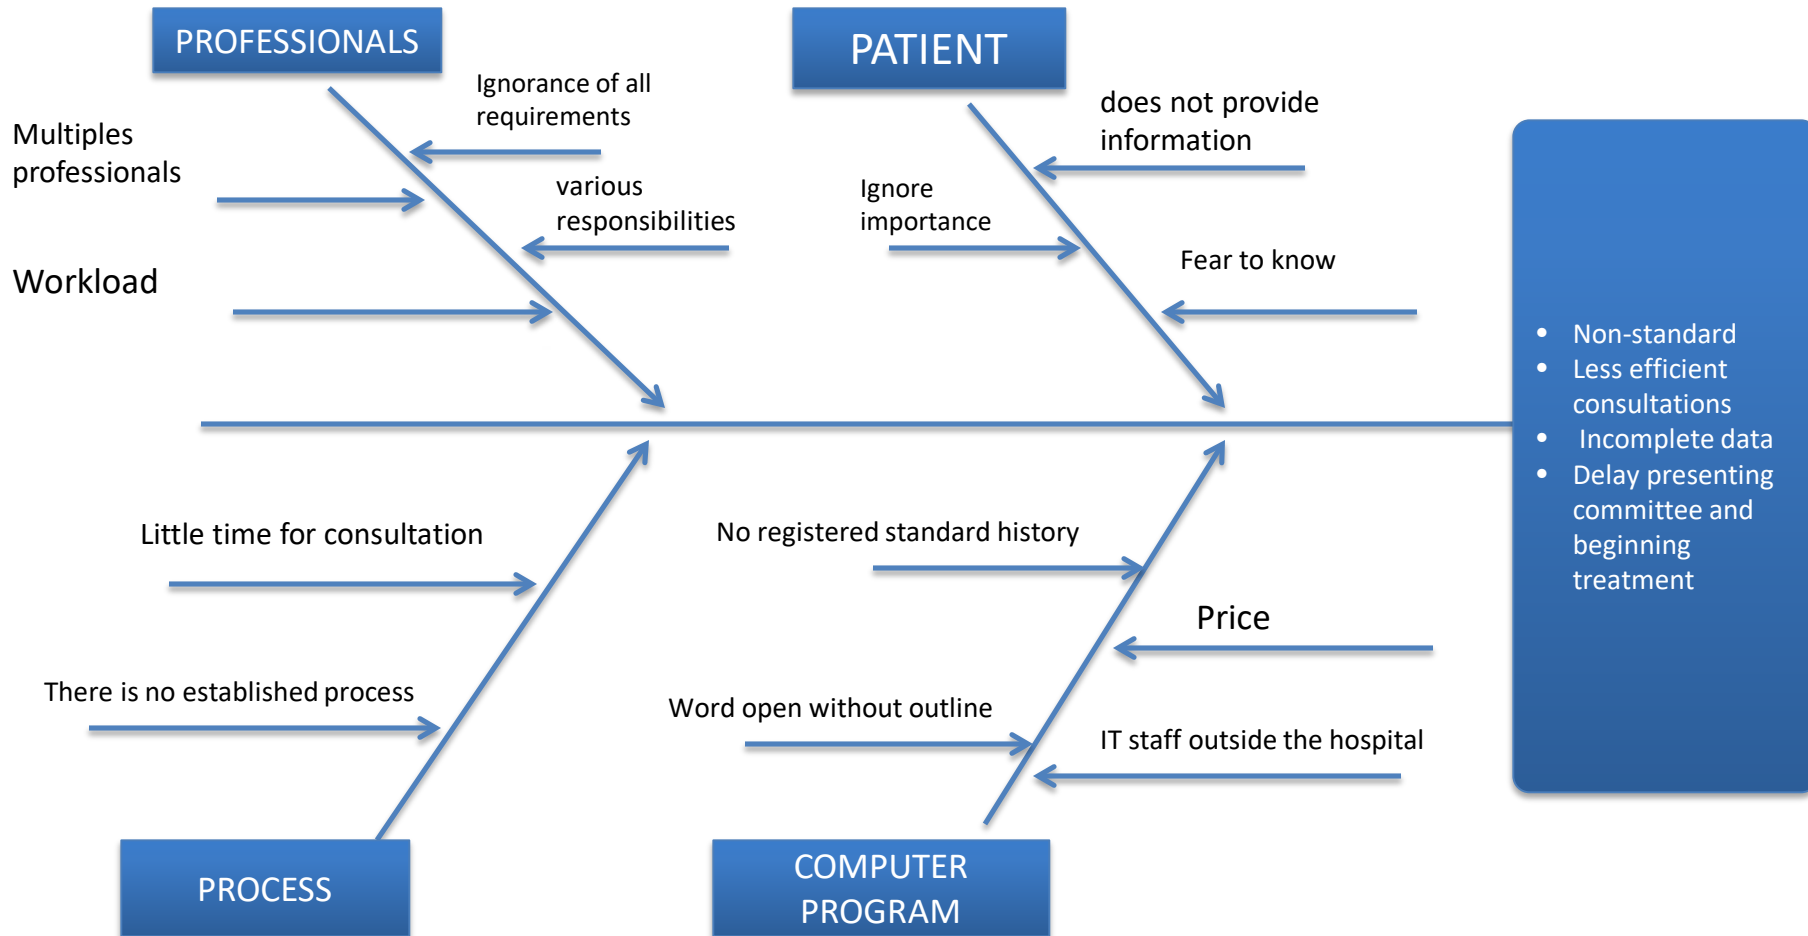 PROFESSIONALS
PATIENT
Ignorance of all
requirements
does not provide
information
Multiples
professionals
various
responsibilities
Ignore
importance
Fear to know
Workload
• Non-standard
• Less efficient
consultations
• Incomplete data
• Delay presenting
committee and
beginning
treatment
Little time for consultation
No registered standard history
Price
There is no established process
Word open without outline
IT staff outside the hospital
PROCESS
COMPUTER
PROGRAM